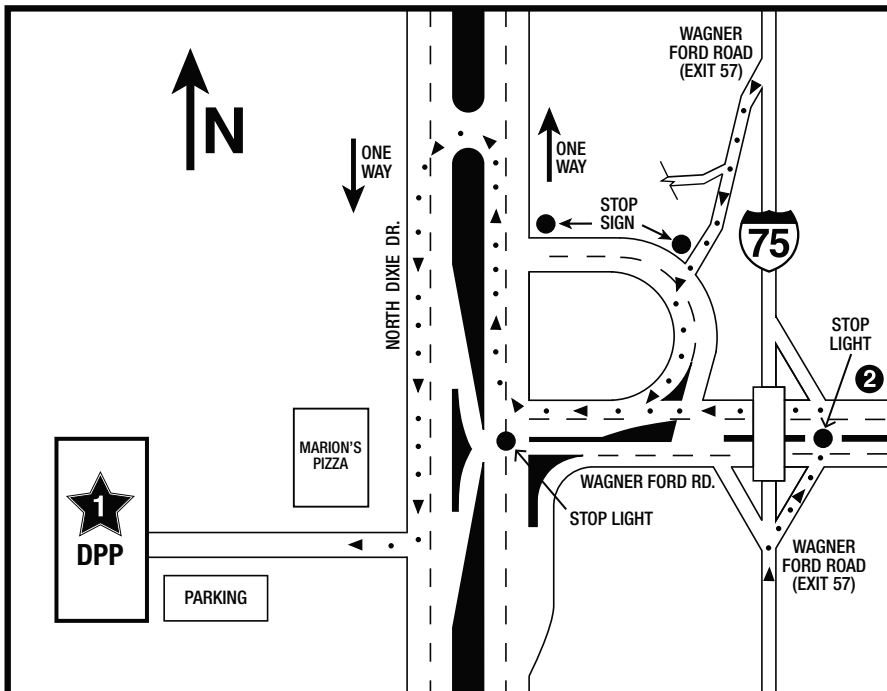 WAGNER
FORD ROAD
(EXIT 57)
N
ONE
WAY
ONE
WAY
STOP
SIGN
75
NORTH DIXIE DR.
STOP
LIGHT
2
MARION'S
PIZZA
1
DPP
WAGNER FORD RD.
STOP LIGHT
WAGNER
FORD ROAD
(EXIT 57)
PARKING